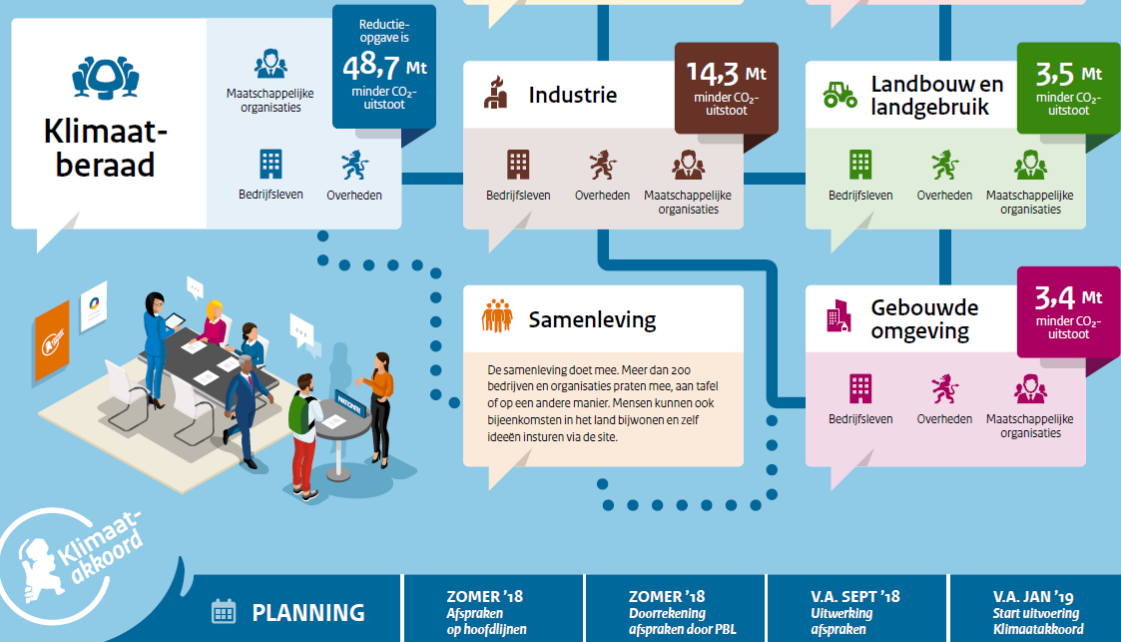 Klimaat-
beraad
Maatschappelijke
organisaties
Bedrijfsleven
Overheden
Reductie-
opgave is
48,7 Mt
minder CO₂-
uitstoot
Industrie
14,3 Mt
minder CO₂-
uitstoot
Bedrijfsleven
Overheden
Maatschappelijke
organisaties
Landbouw en
landgebruik
3,5 Mt
minder CO₂-
uitstoot
Bedrijfsleven
Overheden
Maatschappelijke
organisaties
Samenleving
De samenleving doet mee. Meer dan 200
bedrijven en organisaties praten mee, aan tafel
of op een andere manier. Mensen kunnen ook
bijeenkomsten in het land bijwonen en zelf
ideeën insturen via de site.
Gebouwde
omgeving
3,4 Mt
minder CO₂-
uitstoot
Bedrijfsleven
Overheden
Maatschappelijke
organisaties
Klimaat-
akkoord
PLANNING
ZOMER '18
Afspraken
op hoofdlijnen
ZOMER '18
Doorrekening
afspraken door PBL
V.A. SEPT '18
Uitwerking
afspraken
V.A. JAN '19
Start uitvoering
Klimaatakkoord